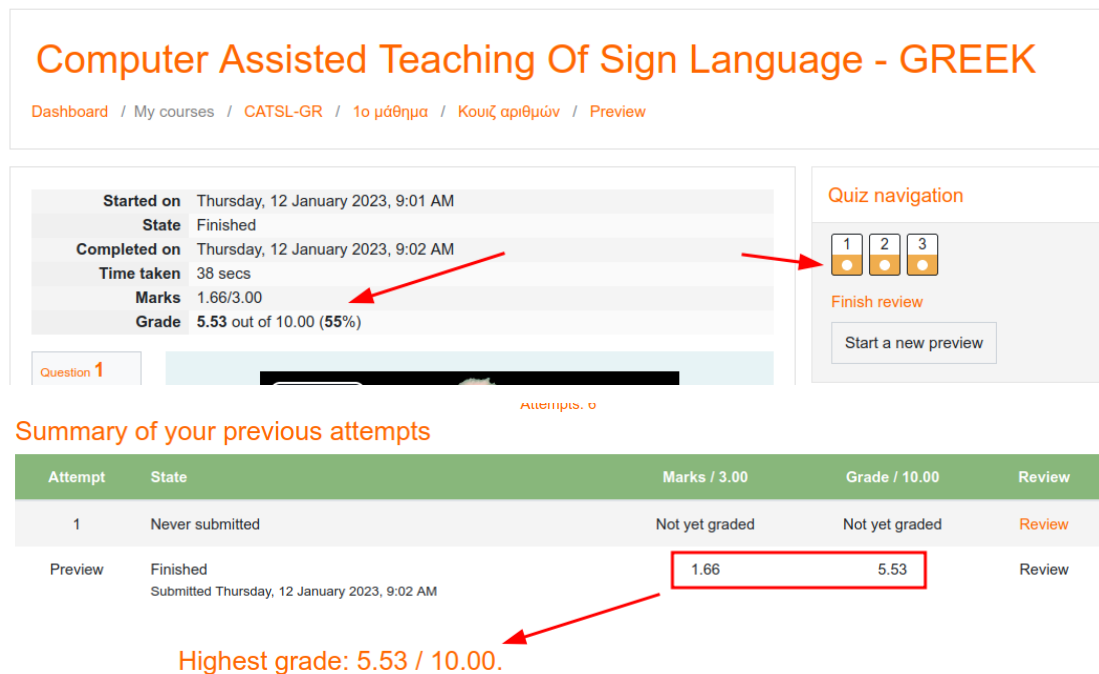 Computer Assisted Teaching Of Sign Language - GREEK
Dashboard / My courses / CATSL-GR / 1ο μάθημα / Κουιζ αριθμών / Preview
Started on Thursday, 12 January 2023, 9:01 AM
State Finished
Completed on Thursday, 12 January 2023, 9:02 AM
Time taken 38 secs
Marks 1.66/3.00
Grade 5.53 out of 10.00 (55%)
Question 1
Quiz navigation
1 2 3
Finish review
Start a new preview
Attempts: 6
Summary of your previous attempts
Attempt State Marks / 3.00 Grade / 10.00 Review
1 Never submitted Not yet graded Not yet graded Review
Preview Finished 1.66 5.53 Review
Submitted Thursday, 12 January 2023, 9:02 AM
Highest grade: 5.53 / 10.00.